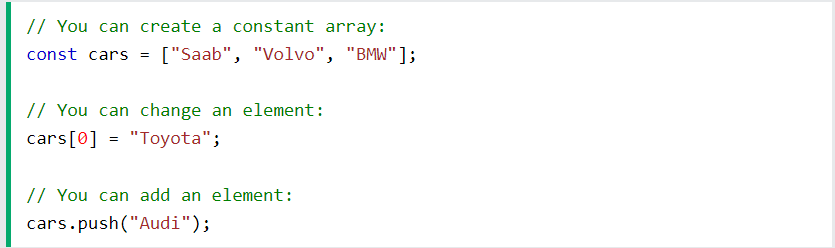 // You can create a constant array:
const cars = ["Saab", "Volvo", "BMW"];
// You can change an element:
cars[0] = "Toyota";
// You can add an element:
cars.push("Audi");